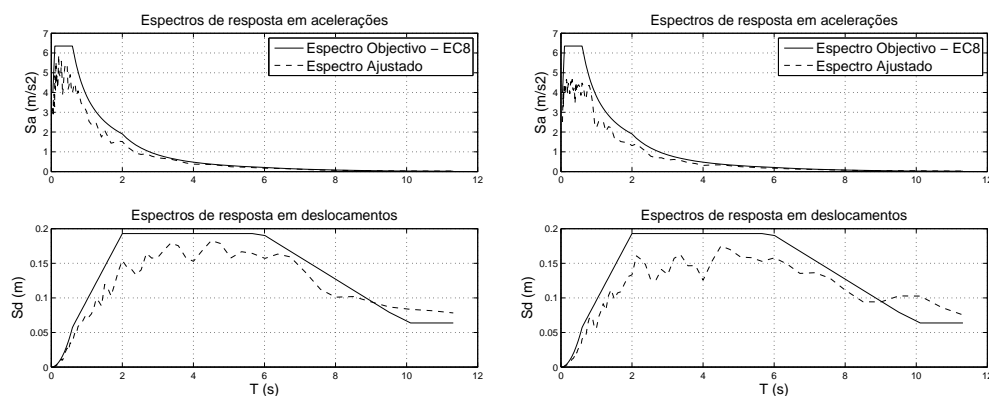 Espectros de resposta em acelerações
7
6
5
4
3
2
1
0
Sa (m/s2)
Espectro Objectivo – EC8
Espectro Ajustado
0 2 4 6 8 10 12
Espectros de resposta em deslocamentos
0.2
0.15
0.1
0.05
0
Sd (m)
0 2 4 6 8 10 12
T (s)
Espectros de resposta em acelerações
7
6
5
4
3
2
1
0
Sa (m/s2)
Espectro Objectivo – EC8
Espectro Ajustado
0 2 4 6 8 10 12
Espectros de resposta em deslocamentos
0.2
0.15
0.1
0.05
0
Sd (m)
0 2 4 6 8 10 12
T (s)